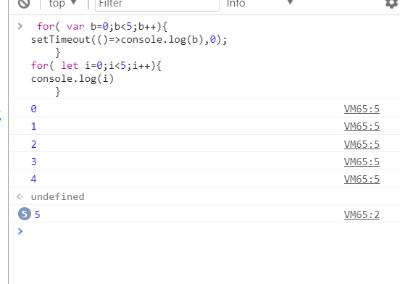 top Filter Info
for( var b=0;b<5;b++){
setTimeout(()=>console.log(b),0);
}
for( let i=0;i<5;i++){
console.log(i)
}
0 VM65:5
1 VM65:5
2 VM65:5
3 VM65:5
4 VM65:5
undefined
5 5 VM65:2